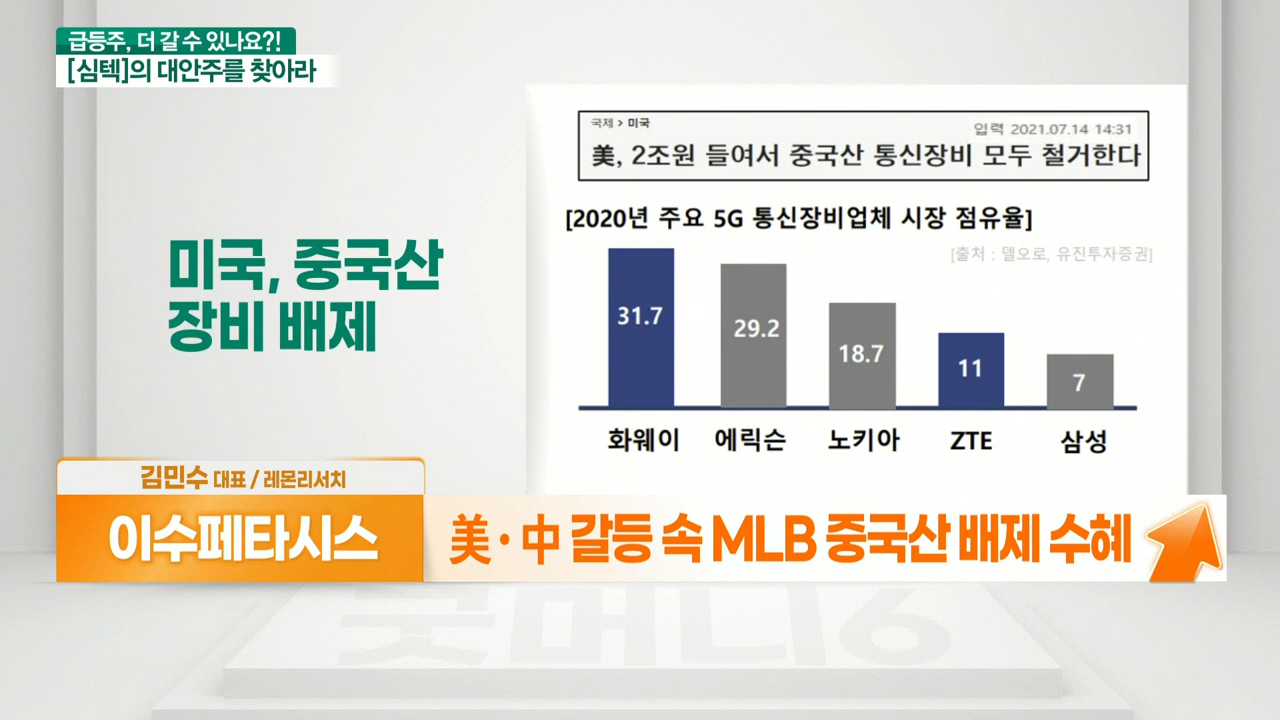 급등주, 더 갈 수 있나요?!
[심텍]의 대안주를 찾아라
국제 > 미국
입력 2021.07.14 14:31
美, 2조원 들여서 중국산 통신장비 모두 철거한다
[2020년 주요 5G 통신장비업체 시장 점유율]
[출처 : 델오로, 유진투자증권]
미국, 중국산
장비 배제
31.7
29.2
18.7
11
7
화웨이
에릭슨
노키아
ZTE
삼성
김민수 대표 / 레몬리서치
이수페타시스
美·中 갈등 속 MLB 중국산 배제 수혜
굿머니6